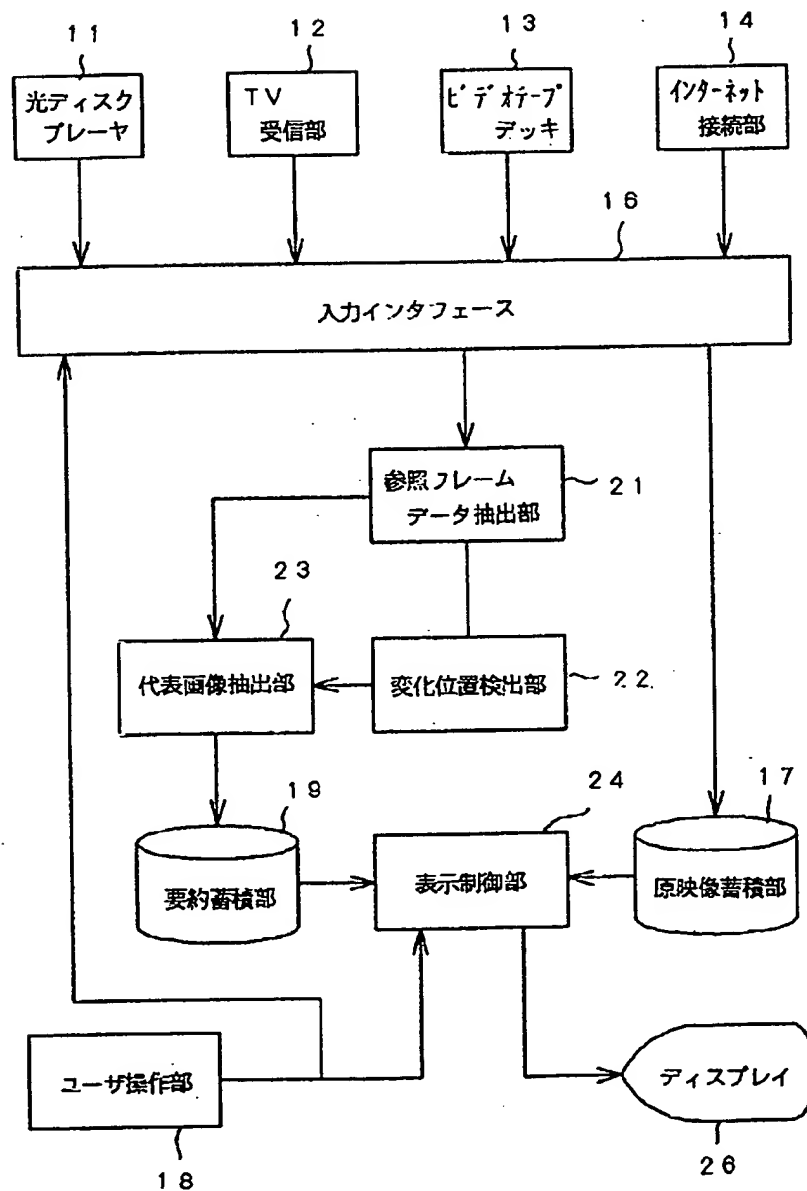 11
12
13
14
光ディスク
プレーヤ
TV
受信部
ビデオテープ
デッキ
インターネット
接続部
16
入力インタフェース
参照フレーム
データ抽出部
21
23
代表画像抽出部
変化位置検出部
22
19
24
17
要約蓄積部
表示制御部
原映像蓄積部
ユーザ操作部
ディスプレイ
18
26